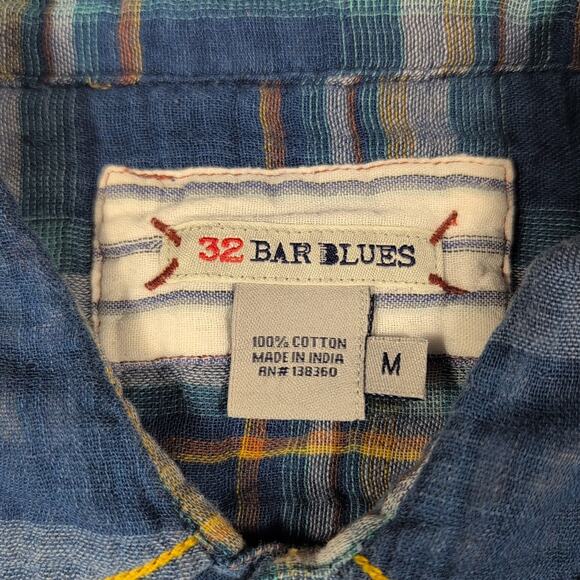 32 BAR BLUES
100% COTTON
MADE IN INDIA
RN# 138360
M